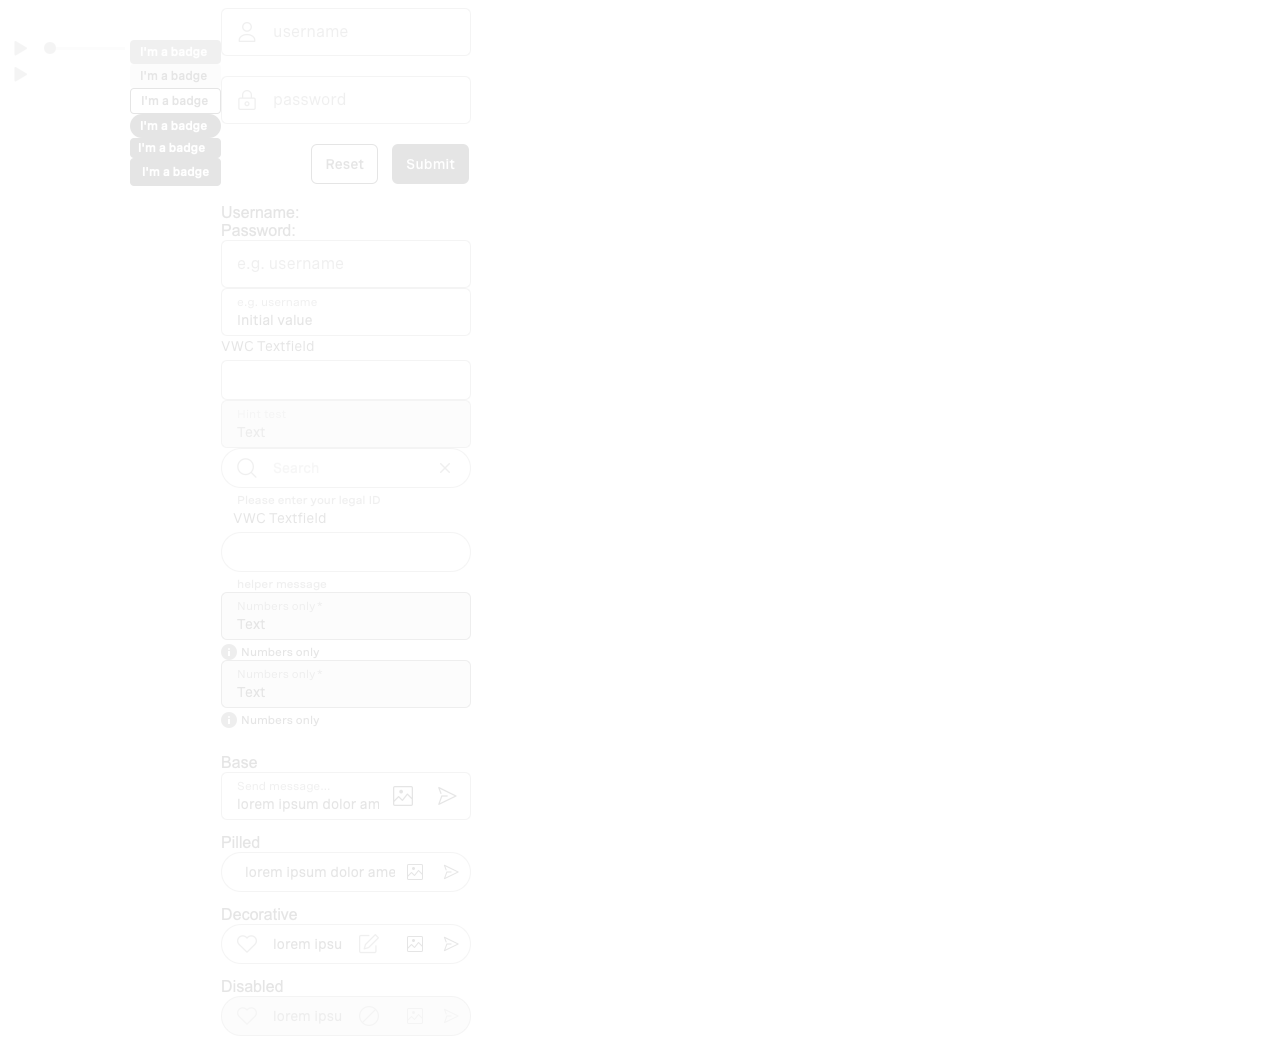 username
I'm a badge
I'm a badge
I'm a badge
I'm a badge
I'm a badge
I'm a badge
password
Reset
Submit
Username:
Password:
e.g. username
e.g. username
Initial value
VWC Textfield
Text
Search
Please enter your legal ID
VWC Textfield
helper message
Numbers only*
Text
Numbers only
Numbers only*
Text
Numbers only
Base
Send message...
lorem ipsum dolor am
Pilled
lorem ipsum dolor ame
Decorative
lorem ipsu
Disabled
lorem ipsu